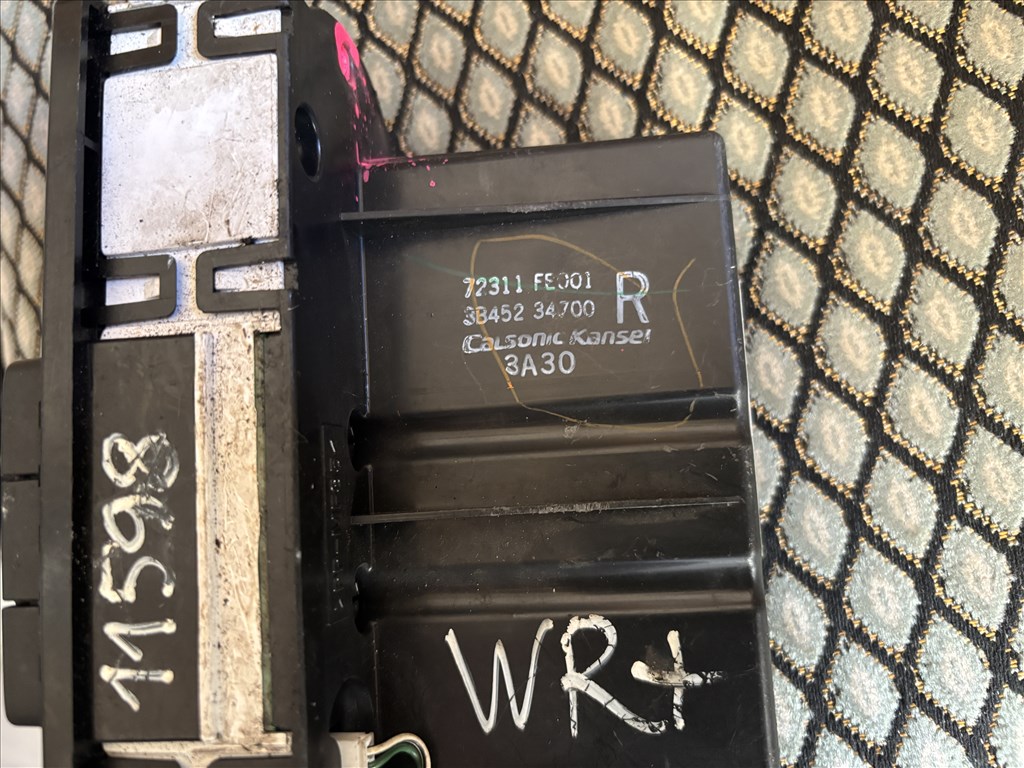 72311 FE001 R
3B452 34700
CALSONIC KANSEI
3A30
11598
WR+